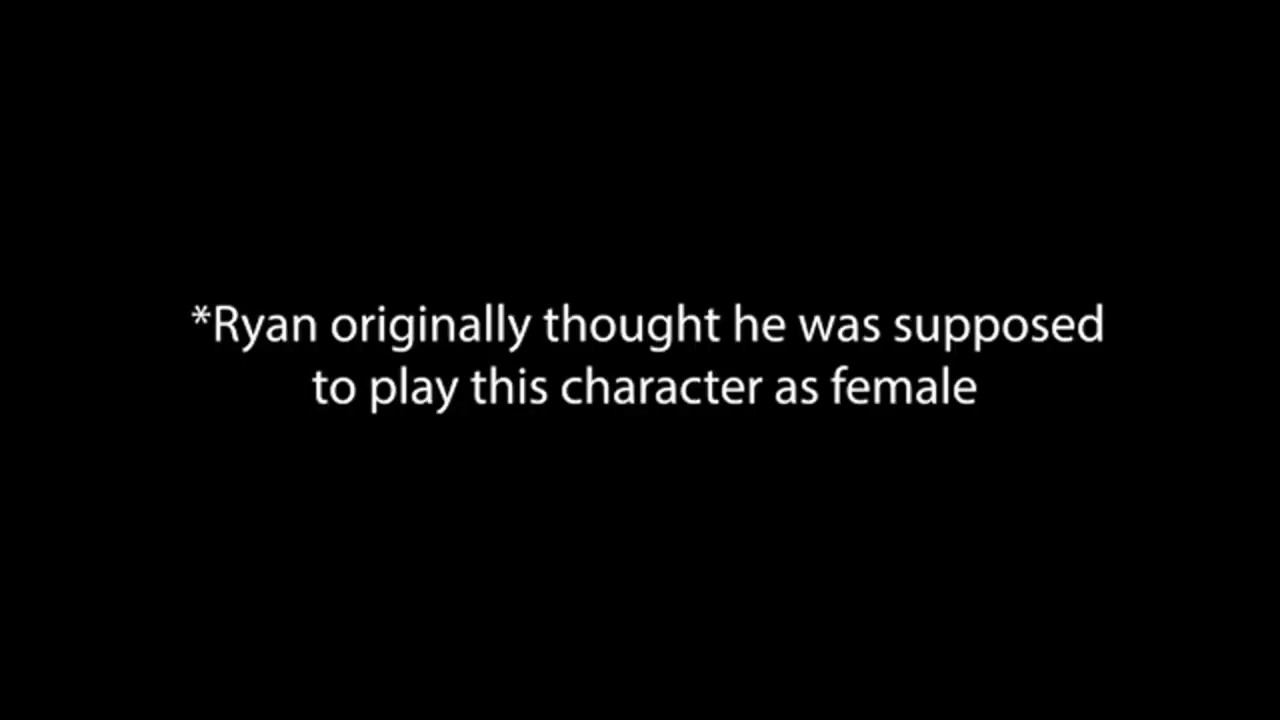 *Ryan originally thought he was supposed
to play this character as female